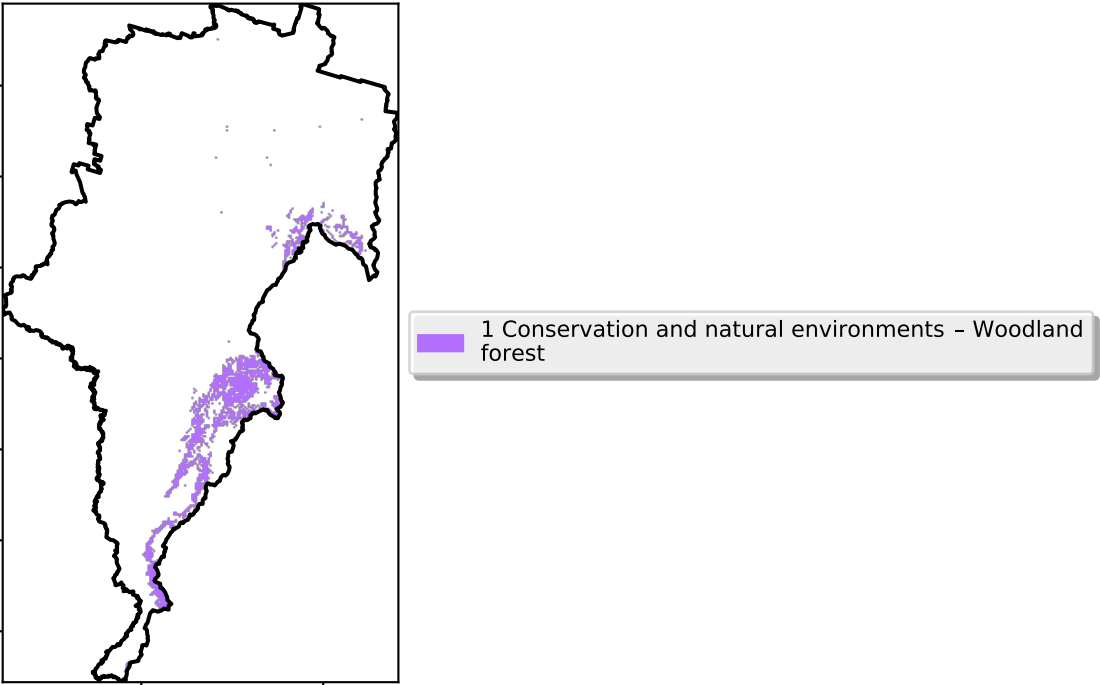 1 Conservation and natural environments – Woodland
forest